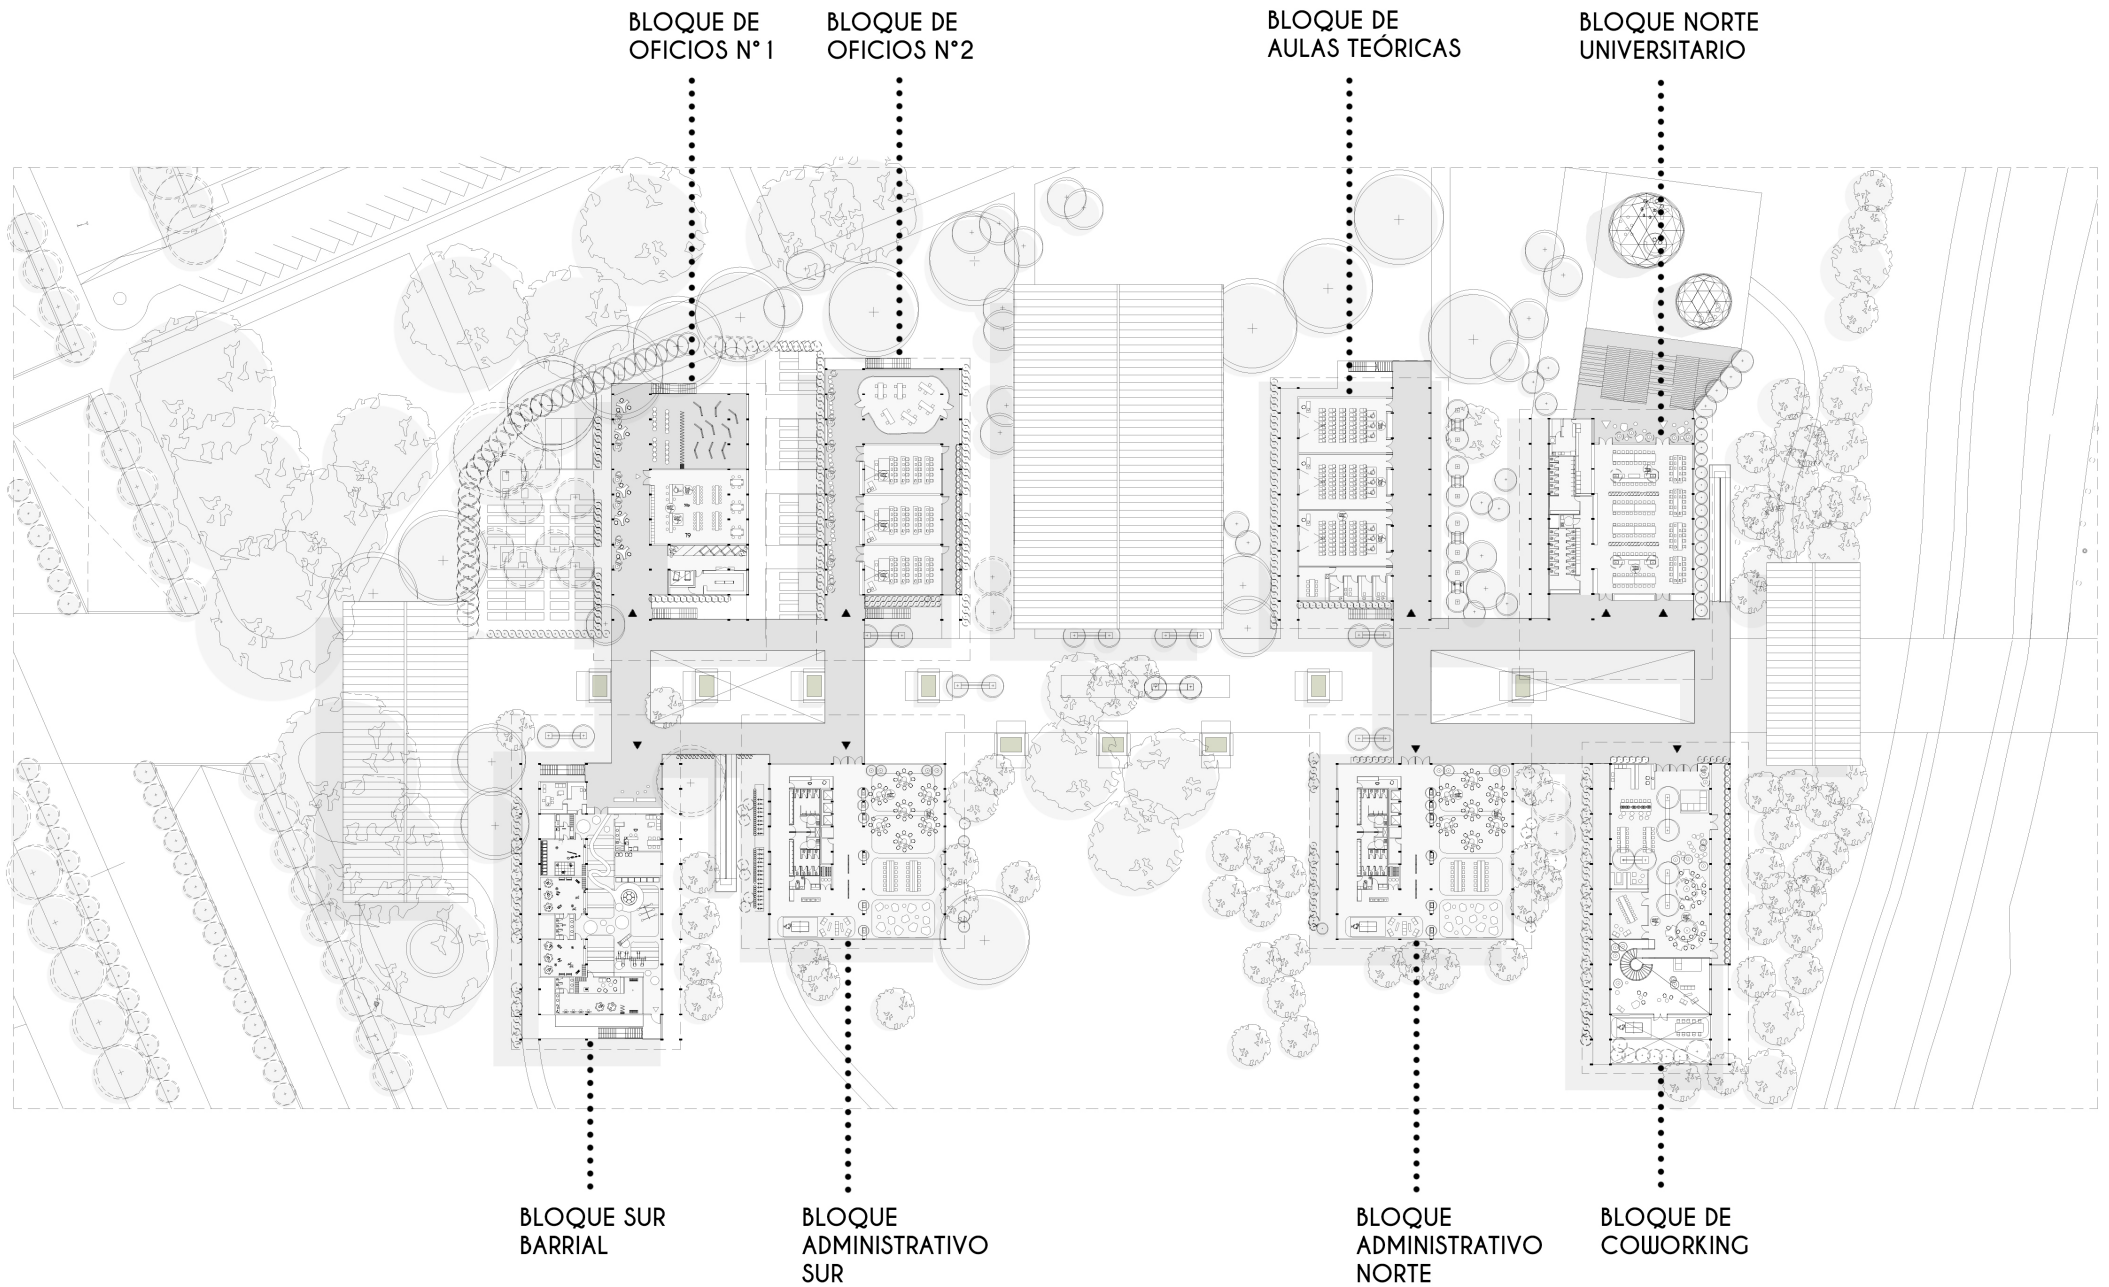 BLOQUE DE
OFICIOS N°1
BLOQUE DE
OFICIOS N°2
BLOQUE DE
AULAS TEÓRICAS
BLOQUE NORTE
UNIVERSITARIO
BLOQUE SUR
BARRIAL
BLOQUE
ADMINISTRATIVO
SUR
BLOQUE
ADMINISTRATIVO
NORTE
BLOQUE DE
COWORKING